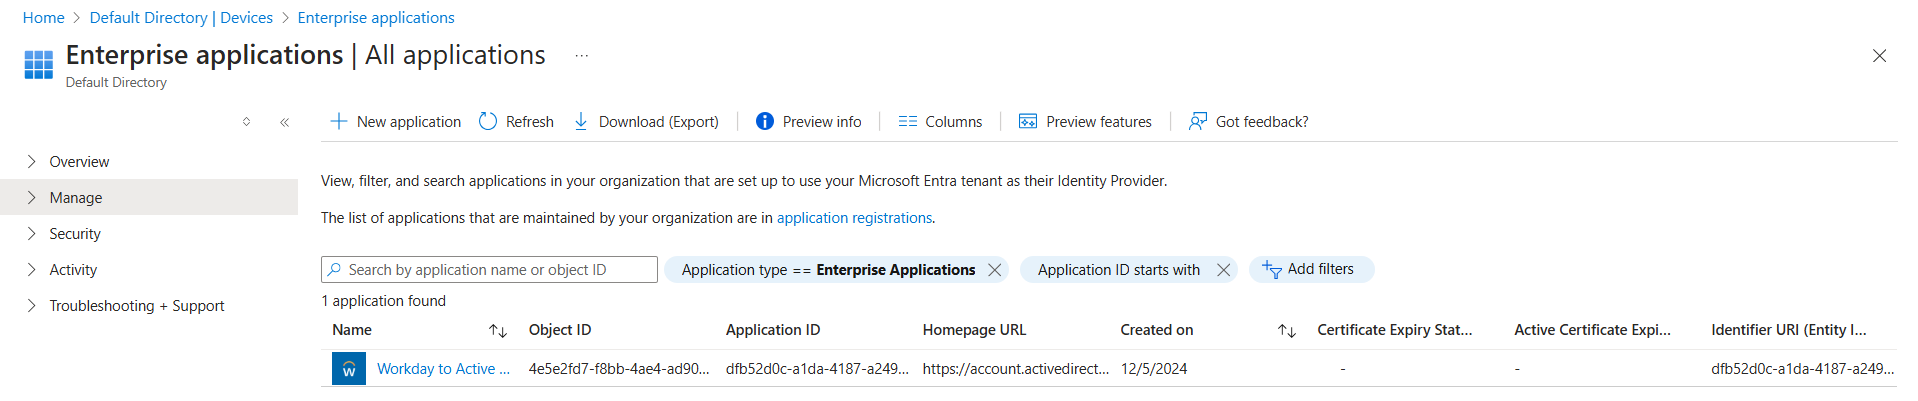 Home > Default Directory | Devices > Enterprise applications
Enterprise applications | All applications ...
Default Directory
New application Refresh Download (Export) Preview info Columns Preview features Got feedback?
Overview
Manage
Security
Activity
Troubleshooting + Support
View, filter, and search applications in your organization that are set up to use your Microsoft Entra tenant as their Identity Provider.
The list of applications that are maintained by your organization are in application registrations.
Search by application name or object ID Application type == Enterprise Applications Application ID starts with Add filters
1 application found
Name Object ID Application ID Homepage URL Created on Certificate Expiry Stat... Active Certificate Expi... Identifier URI (Entity I...
W Workday to Active ... 4e5e2fd7-f8bb-4ae4-ad90... dfb52d0c-a1da-4187-a249... https://account.activedirect... 12/5/2024 - - dfb52d0c-a1da-4187-a249...